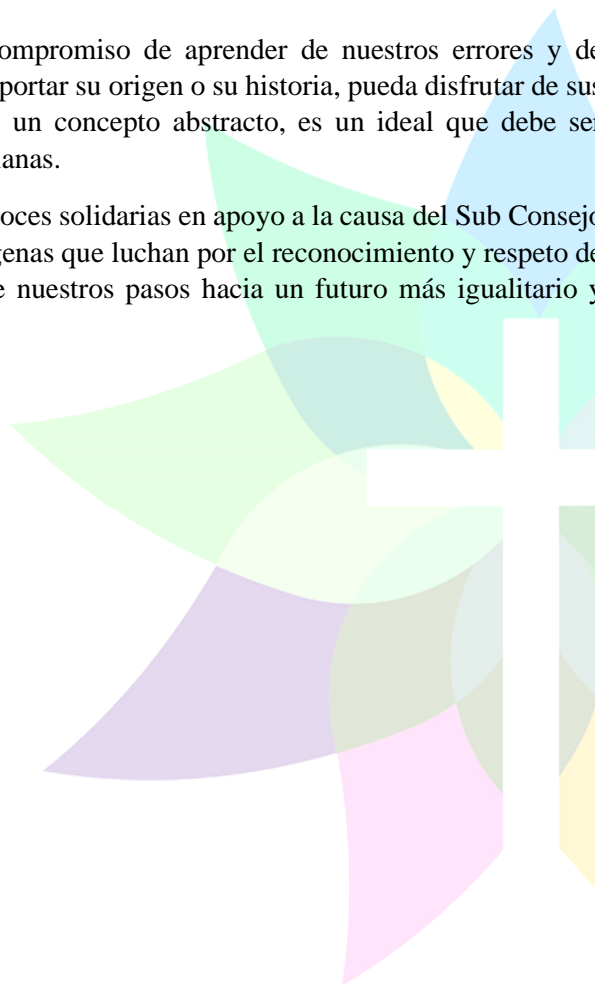 ompromiso de aprender de nuestros errores y de
portar su origen o su historia, pueda disfrutar de sus
un concepto abstracto, es un ideal que debe ser
ianas.
oces solidarias en apoyo a la causa del Sub Consejo
genas que luchan por el reconocimiento y respeto de
e nuestros pasos hacia un futuro más igualitario y